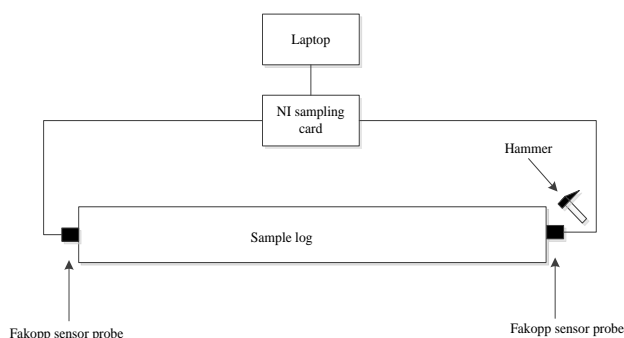 Laptop
NI sampling
card
Hammer
Sample log
Fakopp sensor probe
Fakopp sensor probe